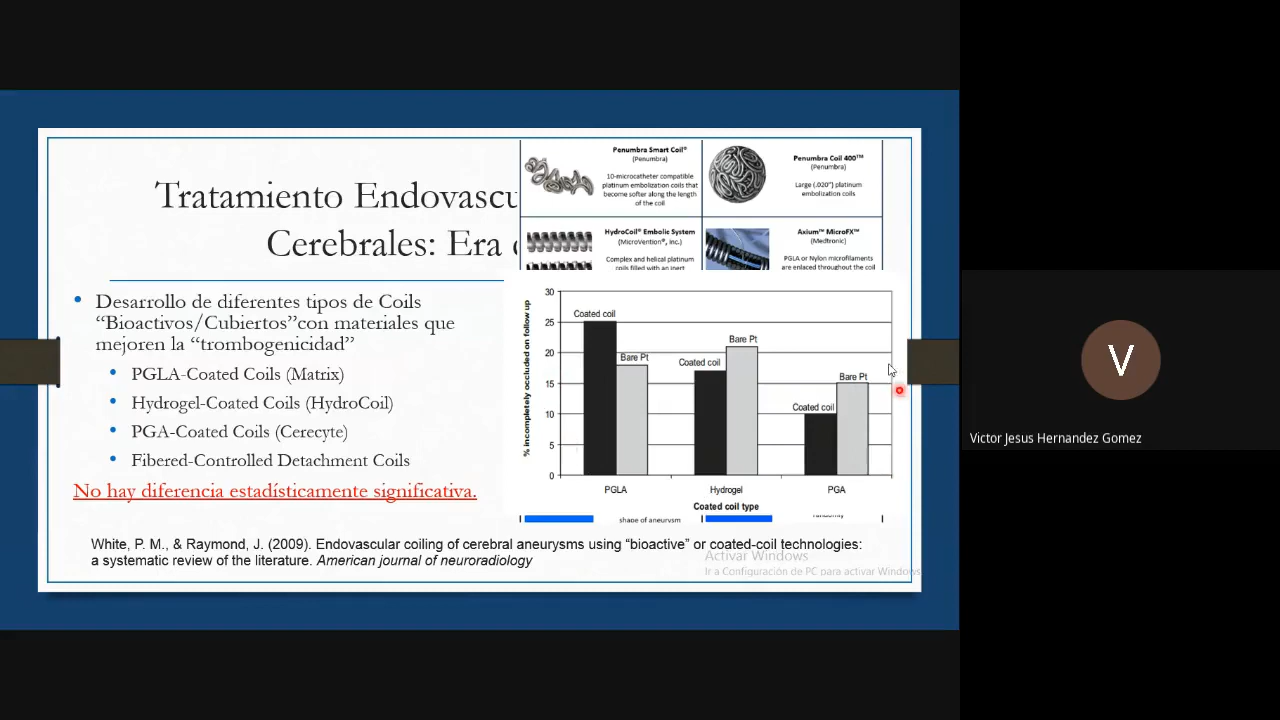 Tratamiento Endovascu
Cerebrales: Era
Penumbra Smart Coil®
(Penumbra)
10-microcatheter compatible
platinum embolization coils that
become softer along the length
of the coil
Penumbra Coil 400™
(Penumbra)
Large (.020") platinum
embolization coils
HydroCoil® Embolic System
(MicroVention®, Inc.)
Complex and helical platinum
coils filled with an inert
Axium™ MicroFX™
(Medtronic)
PGLA or Nylon microfilaments
are enlaced throughout the coil
• Desarrollo de diferentes tipos de Coils
“Bioactivos/Cubiertos”con materiales que
mejoren la “trombogenicidad”
• PGLA-Coated Coils (Matrix)
• Hydrogel-Coated Coils (HydroCoil)
• PGA-Coated Coils (Cerecyte)
• Fibered-Controlled Detachment Coils
No hay diferencia estadísticamente significativa.
% incompletely occluded on follow up
30
25
20
15
10
5
0
Coated coil
Bare Pt
Coated coil
Bare Pt
Coated coil
Bare Pt
PGLA
Hydrogel
PGA
Coated coil type
shape of aneurysm
White, P. M., & Raymond, J. (2009). Endovascular coiling of cerebral aneurysms using “bioactive” or coated-coil technologies:
a systematic review of the literature. American journal of neuroradiology
Activar Windows
Ir a Configuración de PC para activar Windows
V
Victor Jesus Hernandez Gomez